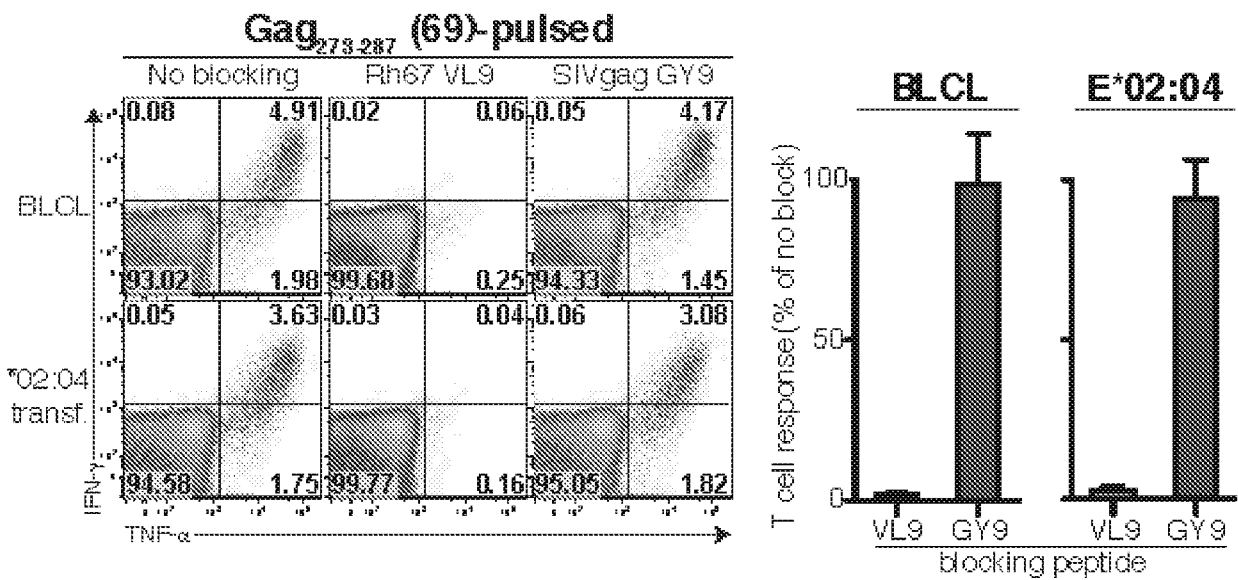 Gag273-287 (69)-pulsed
No blocking Rh67 VL9 SIVgag GY9
BLCL
0.08 4.91 0.02 0.06 0.05 4.17
93.02 1.98 99.68 0.25 94.33 1.45
*02:04
transf.
0.05 3.63 0.03 0.04 0.06 3.08
94.58 1.75 99.77 0.16 95.05 1.82
IFN-γ
TNF-α
BLCL E*02:04
T cell response (% of no block)
100
50
0
VL9 GY9 VL9 GY9
blocking peptide